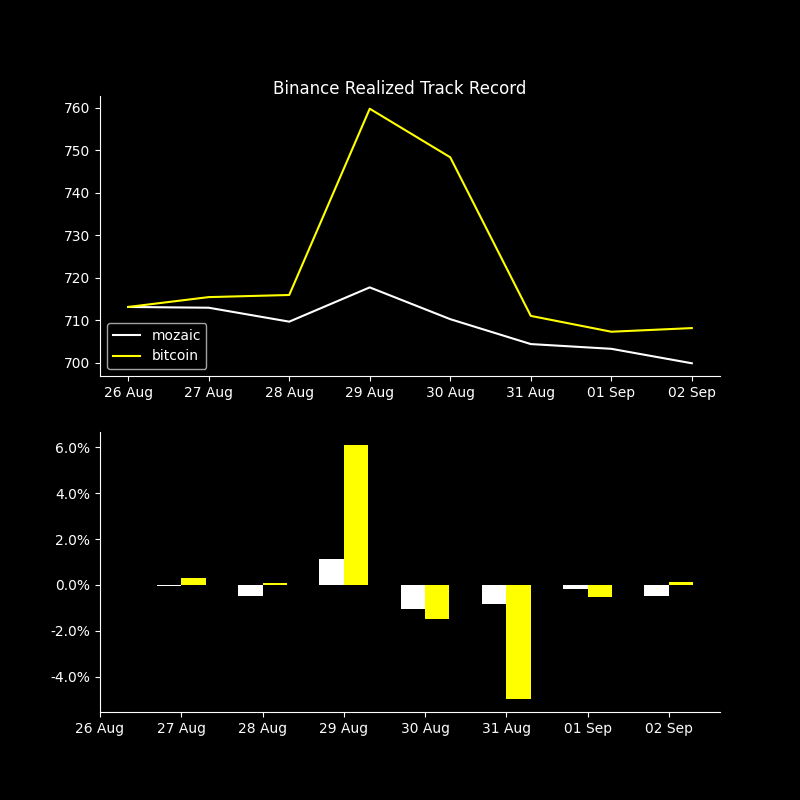 Binance Realized Track Record
760
750
740
730
720
710
700
mozaic
bitcoin
26 Aug 27 Aug 28 Aug 29 Aug 30 Aug 31 Aug 01 Sep 02 Sep
6.0%
4.0%
2.0%
0.0%
-2.0%
-4.0%
26 Aug 27 Aug 28 Aug 29 Aug 30 Aug 31 Aug 01 Sep 02 Sep